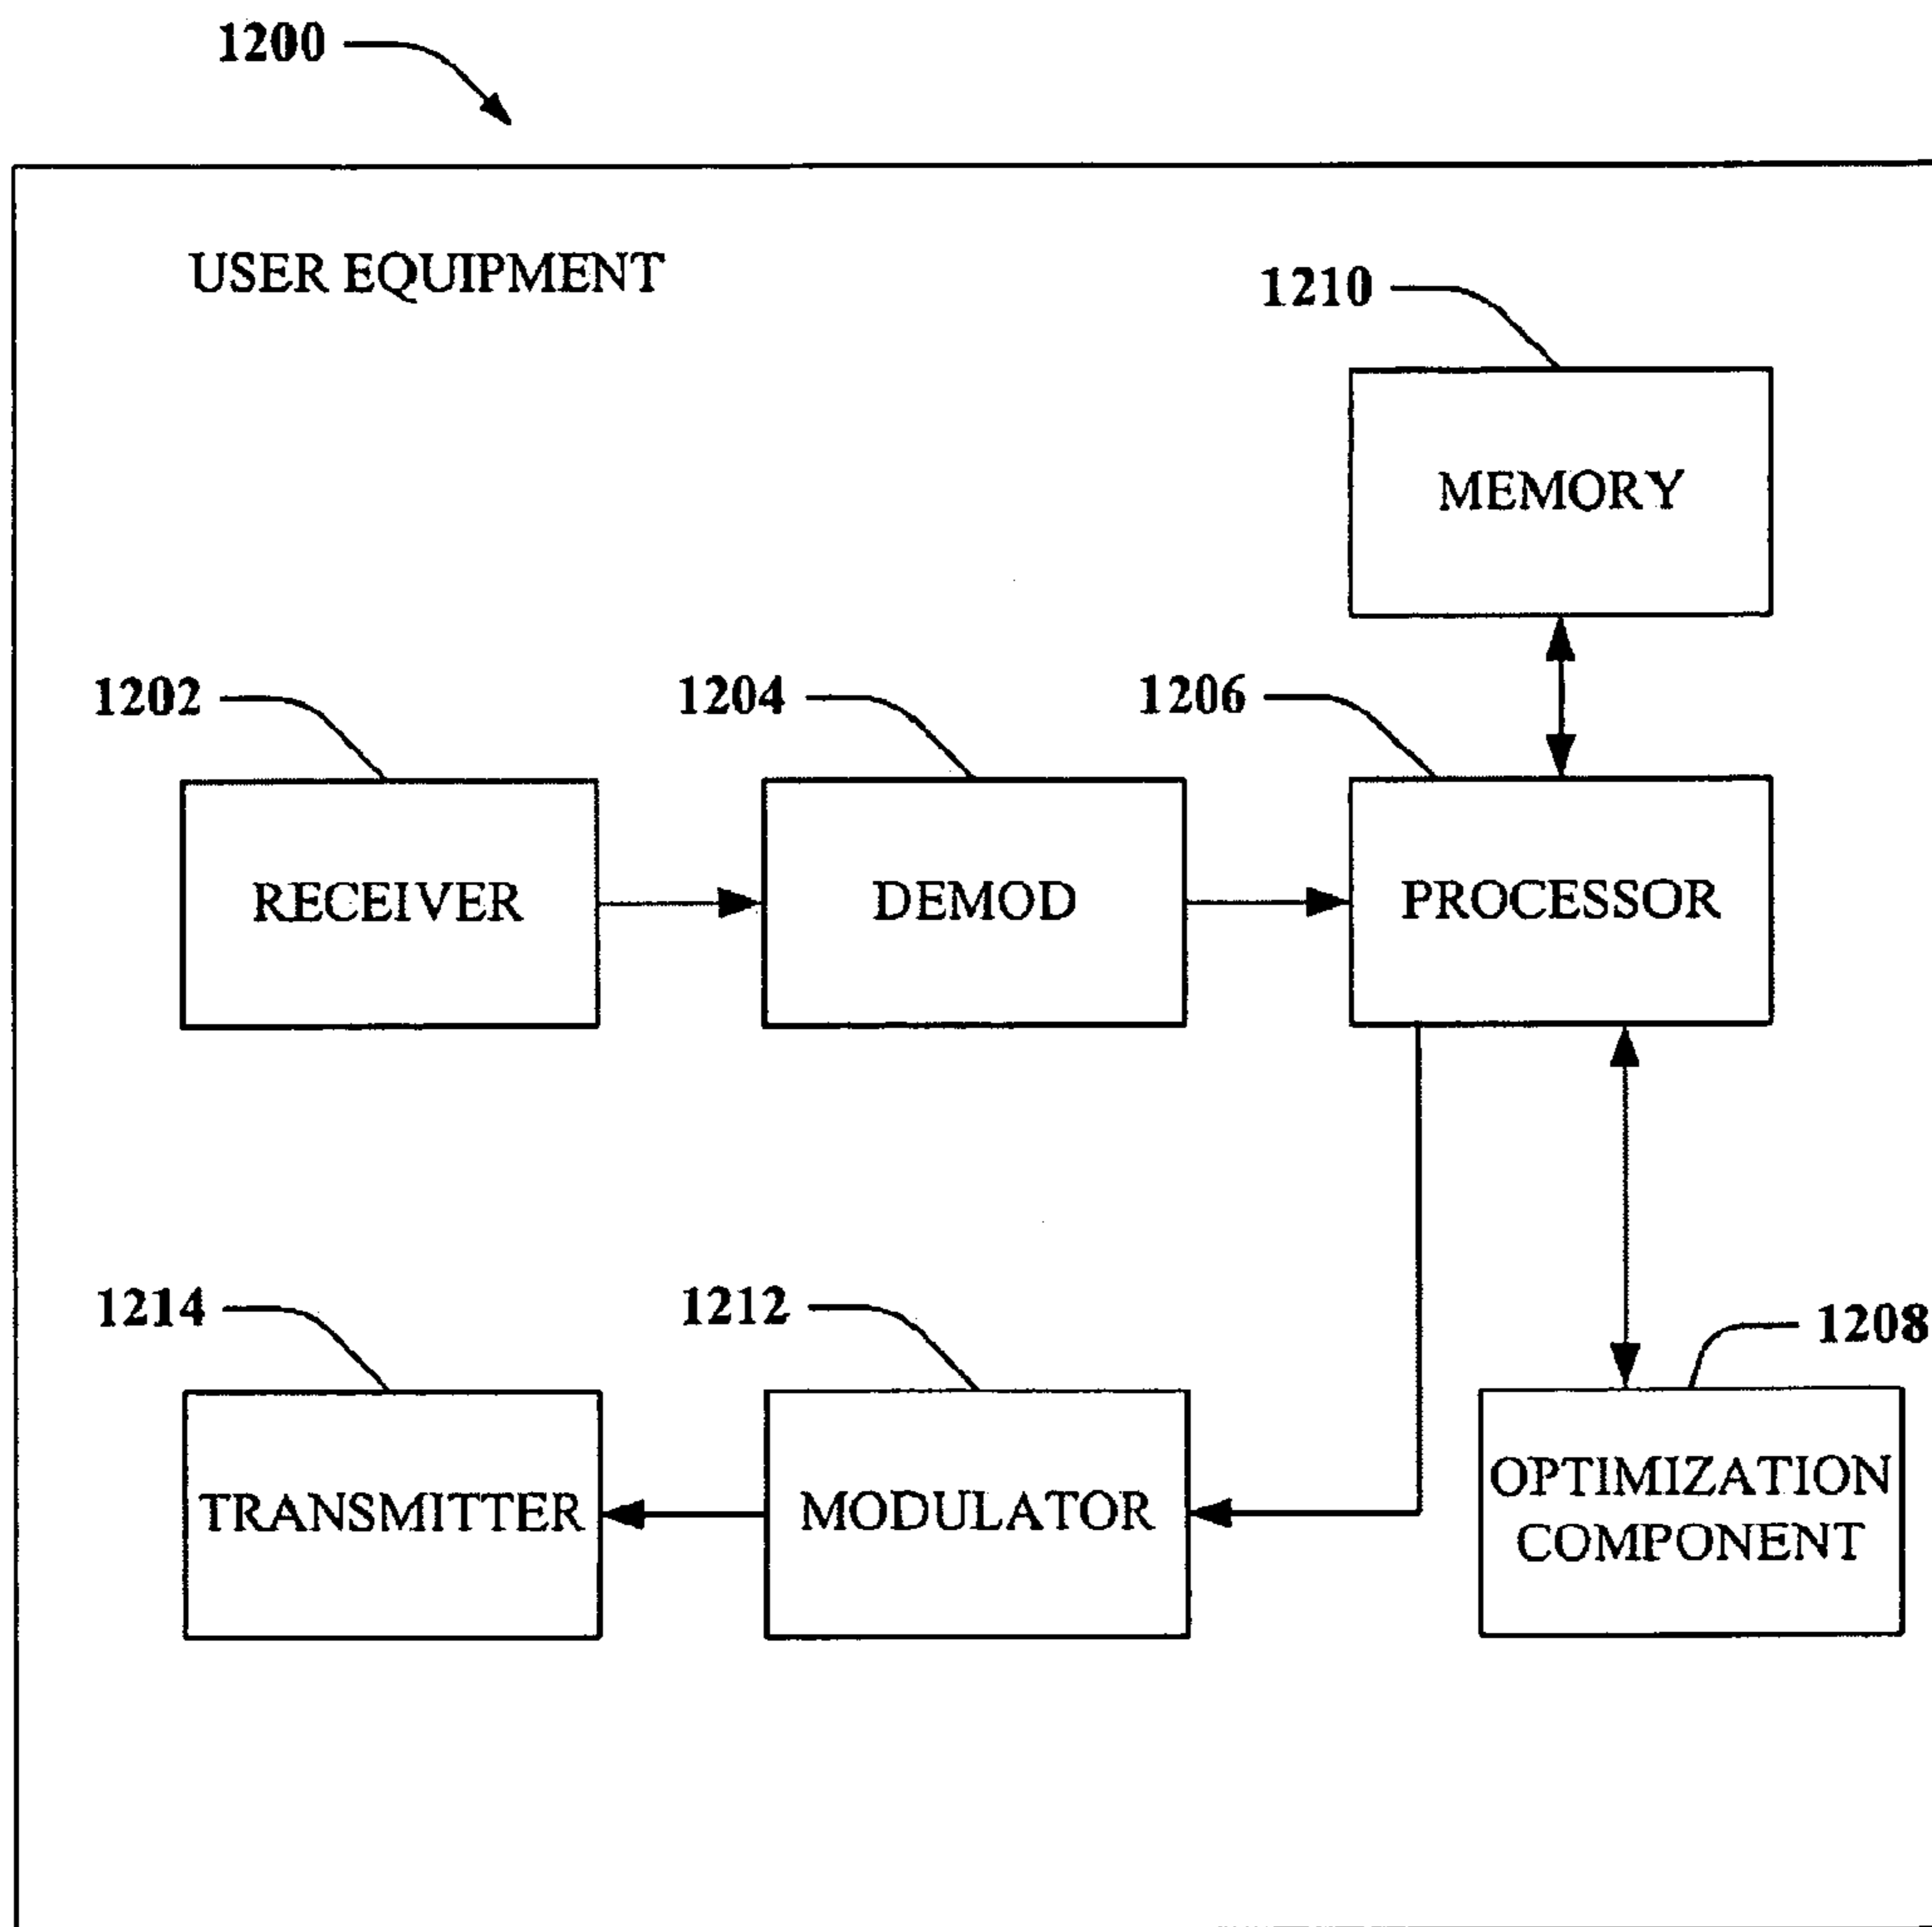 1200
USER EQUIPMENT
1210
MEMORY
1202
1204
1206
RECEIVER
DEMOD
PROCESSOR
1214
1212
1208
TRANSMITTER
MODULATOR
OPTIMIZATION
COMPONENT